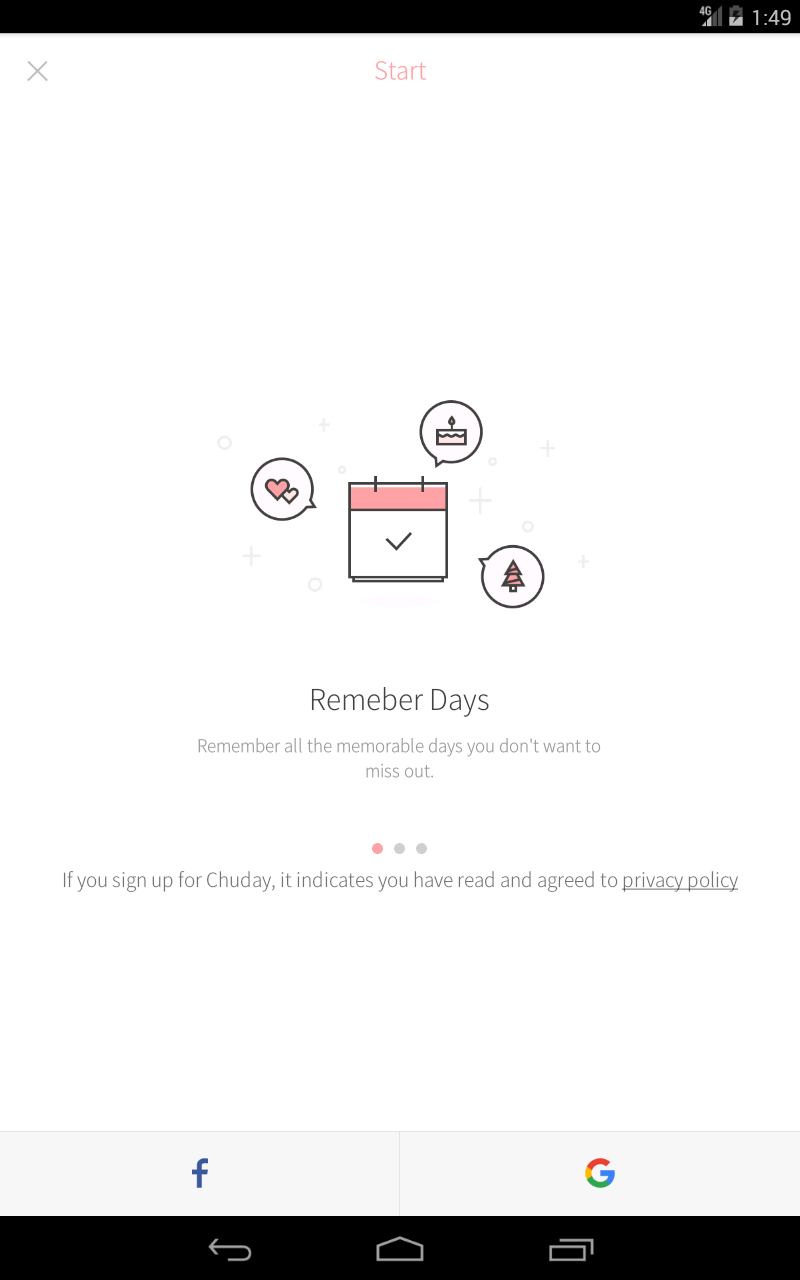 4G 1:49
Start
Remeber Days
Remember all the memorable days you don't want to
miss out.
If you sign up for Chuday, it indicates you have read and agreed to privacy policy